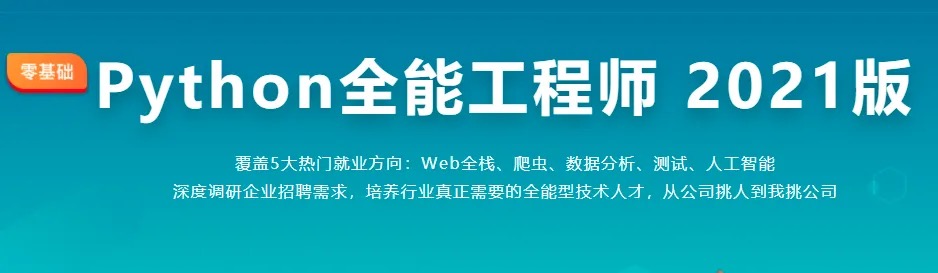 零基础
Python全能工程师 2021版
覆盖5大热门就业方向：Web全栈、爬虫、数据分析、测试、人工智能
深度调研企业招聘需求，培养行业真正需要的全能型技术人才，从公司挑人到我挑公司